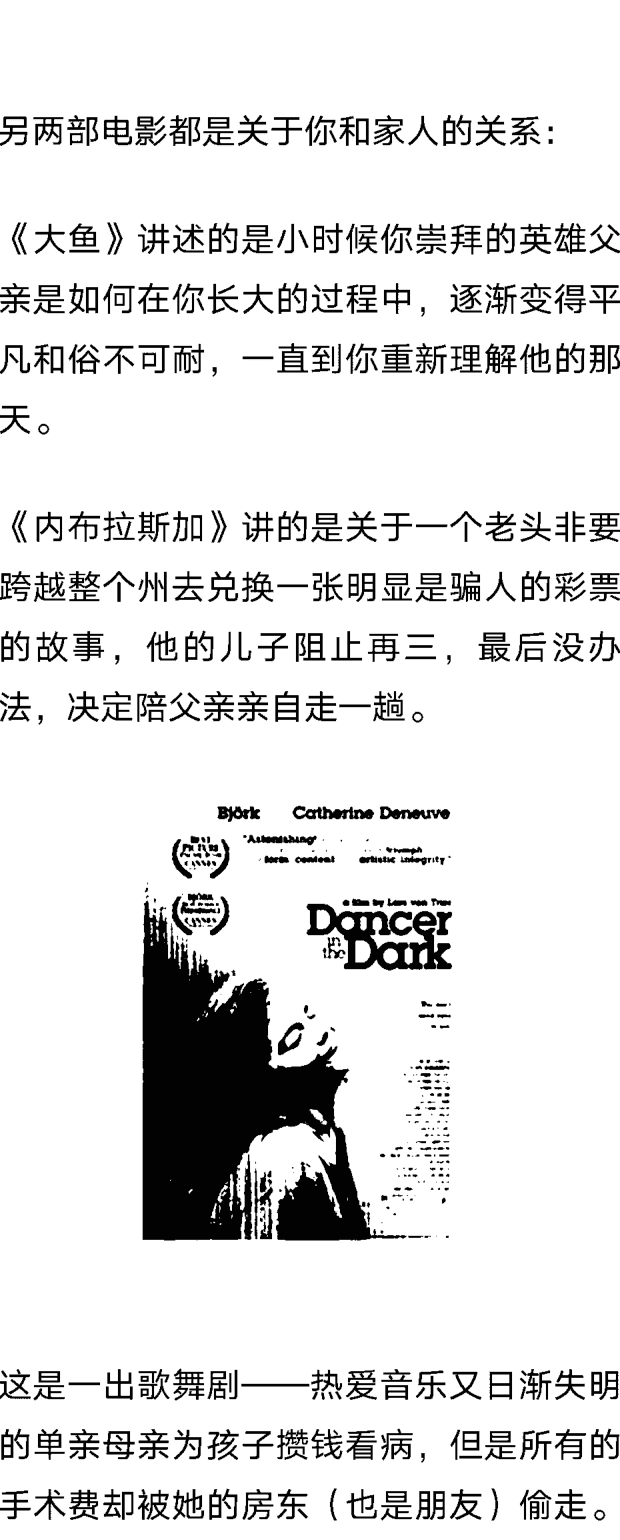 另两部电影都是关于你和家人的关系：
《大鱼》讲述的是小时候你崇拜的英雄父
亲是如何在你长大的过程中，逐渐变得平
凡和俗不可耐，一直到你重新理解他的那
天。
《内布拉斯加》讲的是关于一个老头非要
跨越整个州去兑换一张明显是骗人的彩票
的故事，他的儿子阻止再三，最后没办
法，决定陪父亲亲自走一趟。
Björk Catherine Deneuve
"Astonishing"
form content artistic integrity"
a film by Lars von
Dancer
in
the Dark
这是一出歌舞剧——热爱音乐又日渐失明
的单亲母亲为孩子攒钱看病，但是所有的
手术费却被她的房东（也是朋友）偷走。